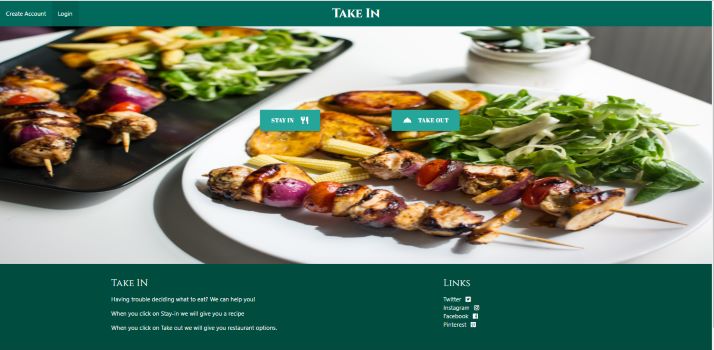 Create Account
Login
Take In
STAY IN
TAKE OUT
Take IN
Having trouble deciding what to eat? We can help you!
When you click on Stay-in we will give you a recipe
When you click on Take out we will give you restaurant options.
Links
Twitter
Instagram
Facebook
Pinterest